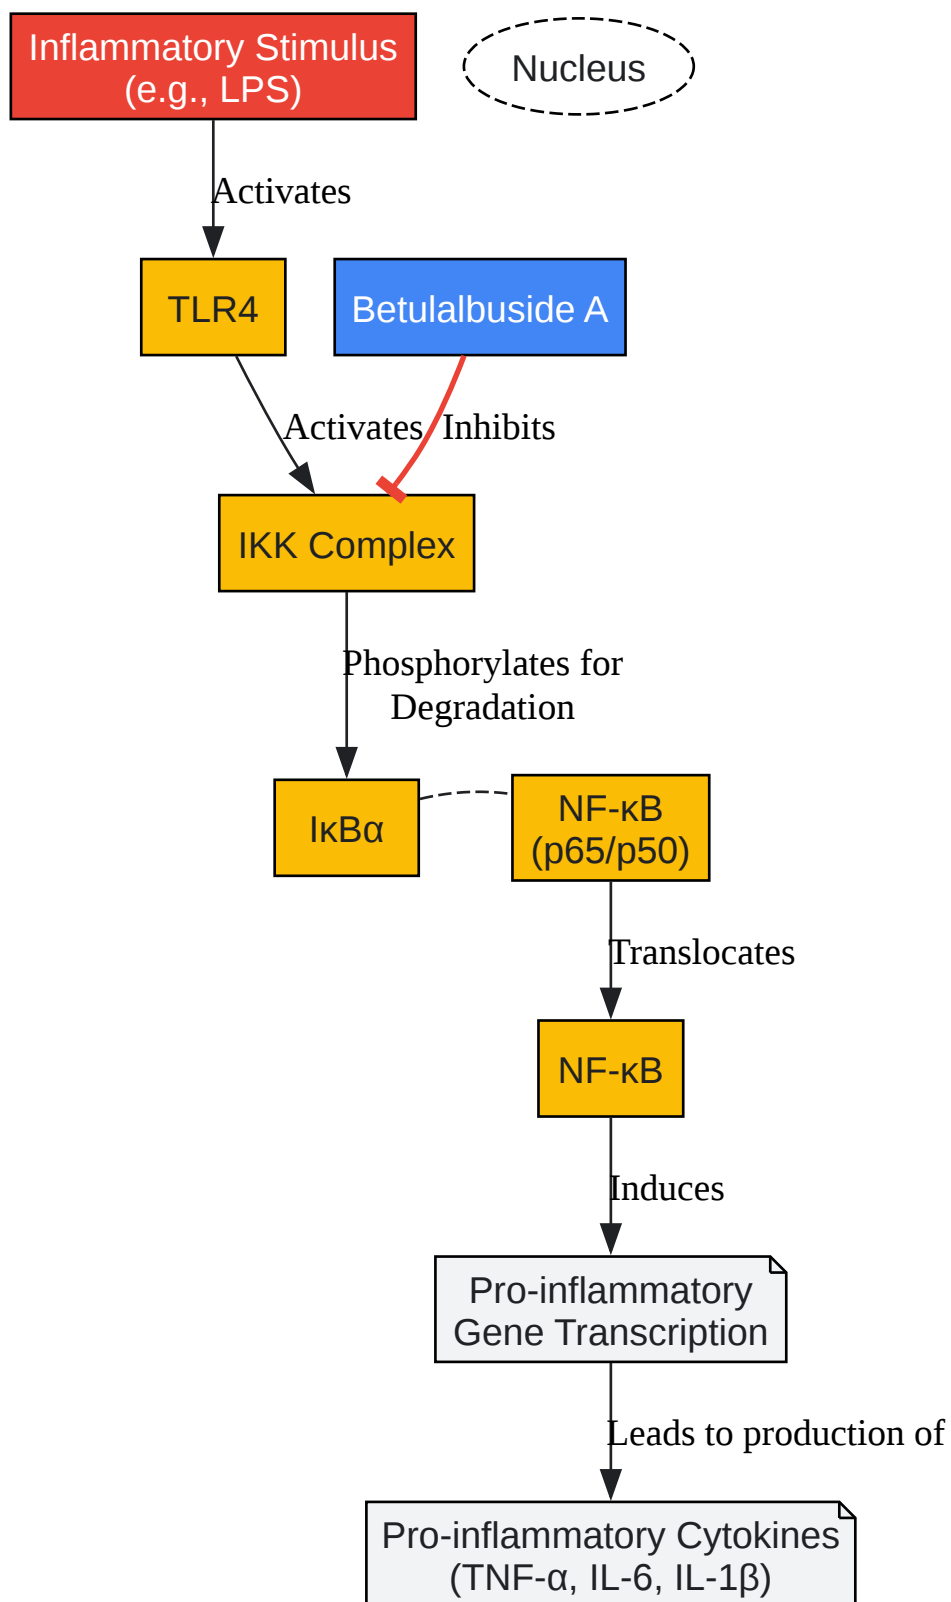 Inflammatory Stimulus
(e.g., LPS)
Nucleus
Activates
TLR4
Betulalbuside A
Activates
Inhibits
IKK Complex
Phosphorylates for
Degradation
IκBα
NF-κB
(p65/p50)
Translocates
NF-κB
Induces
Pro-inflammatory
Gene Transcription
Leads to production of
Pro-inflammatory Cytokines
(TNF-α, IL-6, IL-1β)